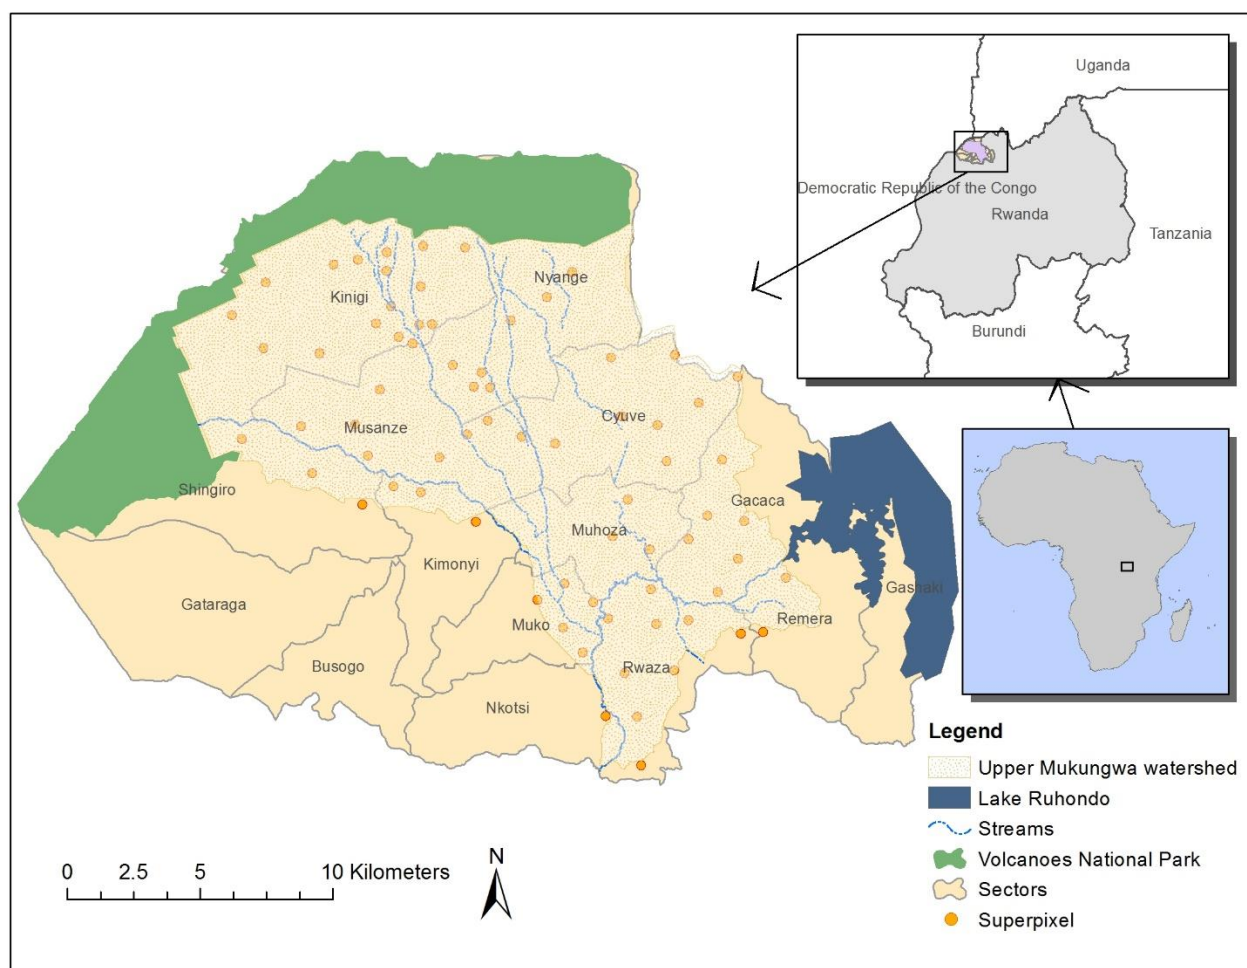 Uganda
Democratic Republic of the Congo
Rwanda
Tanzania
Burundi
Nyange
Kinigi
Musanze
Cyuve
Shingiro
Gacaca
Muhoza
Kimonyi
Gashaki
Gataraga
Muko
Remera
Busogo
Rwaza
Nkotsi
Legend
Upper Mukungwa watershed
Lake Ruhondo
Streams
Volcanoes National Park
Sectors
Superpixel
0 2.5 5 10 Kilometers
N